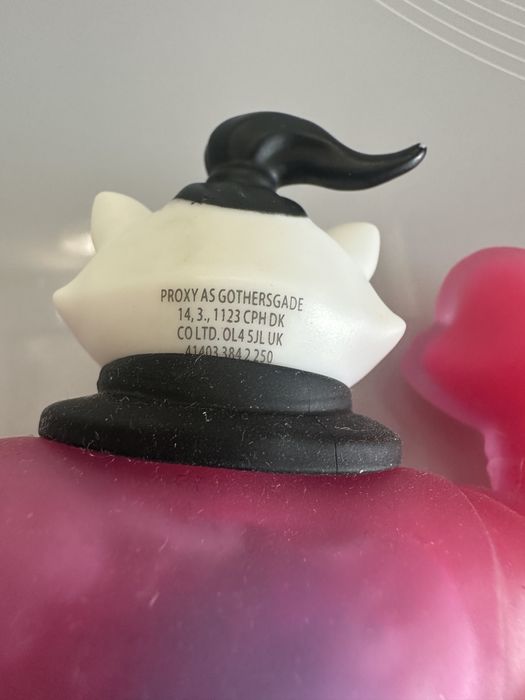 PROXY AS GOTHERSGADE
14, 3., 1123 CPH DK
CO LTD. OL4 5JL UK
41403 384 2 250